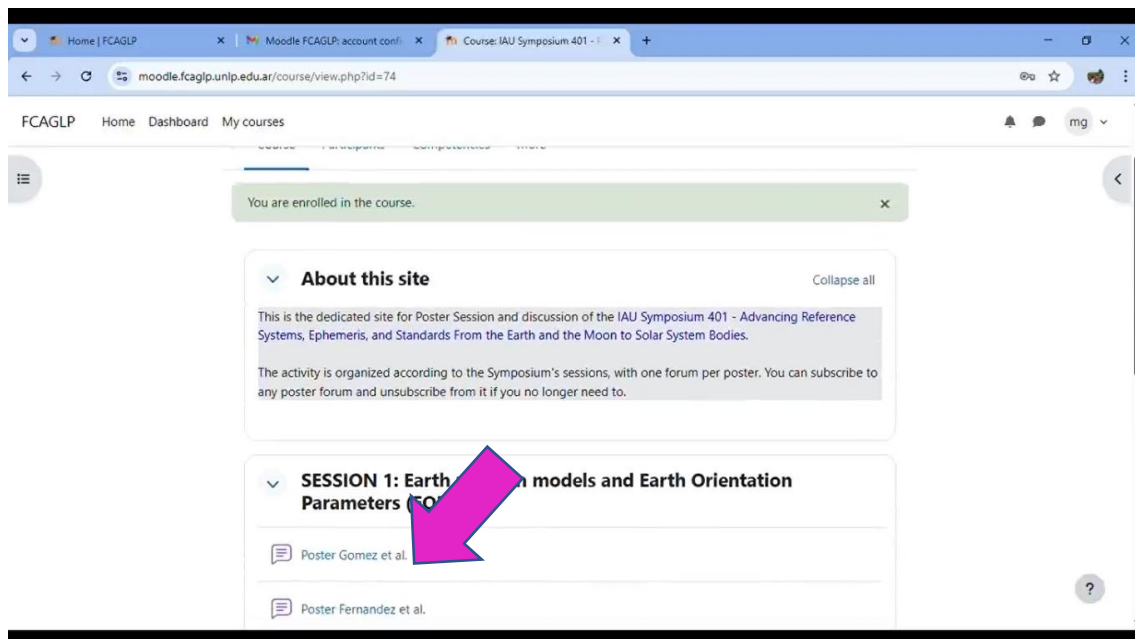 Home | FCAGLP
Moodle FCAGLP: account confi
Course: IAU Symposium 401 -
moodle.fcaglp.unlp.edu.ar/course/view.php?id=74
FCAGLP Home Dashboard My courses
mg
You are enrolled in the course.
About this site
Collapse all
This is the dedicated site for Poster Session and discussion of the IAU Symposium 401 - Advancing Reference
Systems, Ephemeris, and Standards From the Earth and the Moon to Solar System Bodies.
The activity is organized according to the Symposium's sessions, with one forum per poster. You can subscribe to
any poster forum and unsubscribe from it if you no longer need to.
SESSION 1: Earth models and Earth Orientation
Parameters
Poster Gomez et al.
Poster Fernandez et al.
?